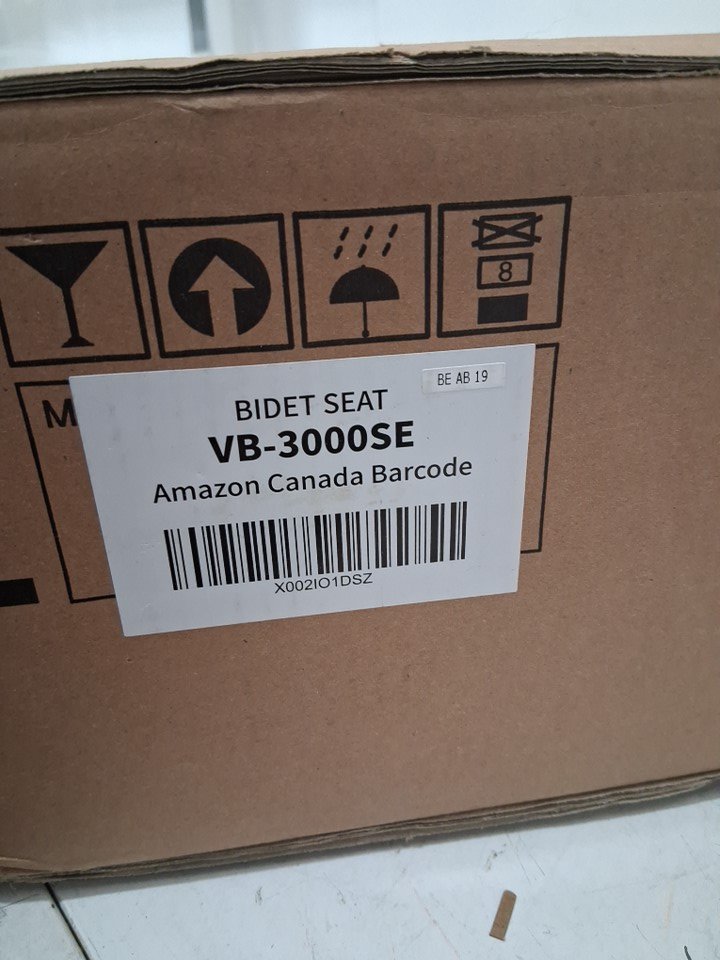 8
BE AB 19
BIDET SEAT
M
VB-3000SE
Amazon Canada Barcode
X002IO1DSZ